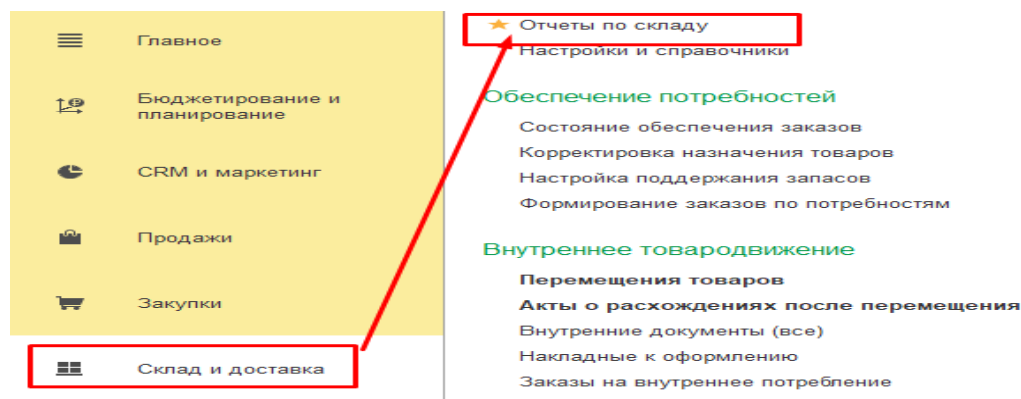 Главное
Бюджетирование и
планирование
CRM и маркетинг
Продажи
Закупки
Склад и доставка
Отчеты по складу
Настройки и справочники
Обеспечение потребностей
Состояние обеспечения заказов
Корректировка назначения товаров
Настройка поддержания запасов
Формирование заказов по потребностям
Внутреннее товародвижение
Перемещения товаров
Акты о расхождениях после перемещения
Внутренние документы (все)
Накладные к оформлению
Заказы на внутреннее потребление